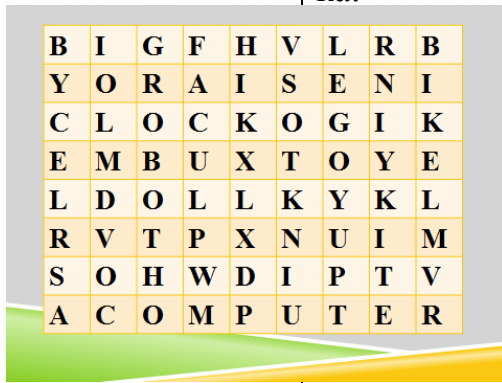 B I G F H V L R B
Y O R A I S E N I
C L O C K O G I K
E M B U X T O Y E
L D O L L K Y K L
R V T P X N U I M
S O H W D I P T V
A C O M P U T E R